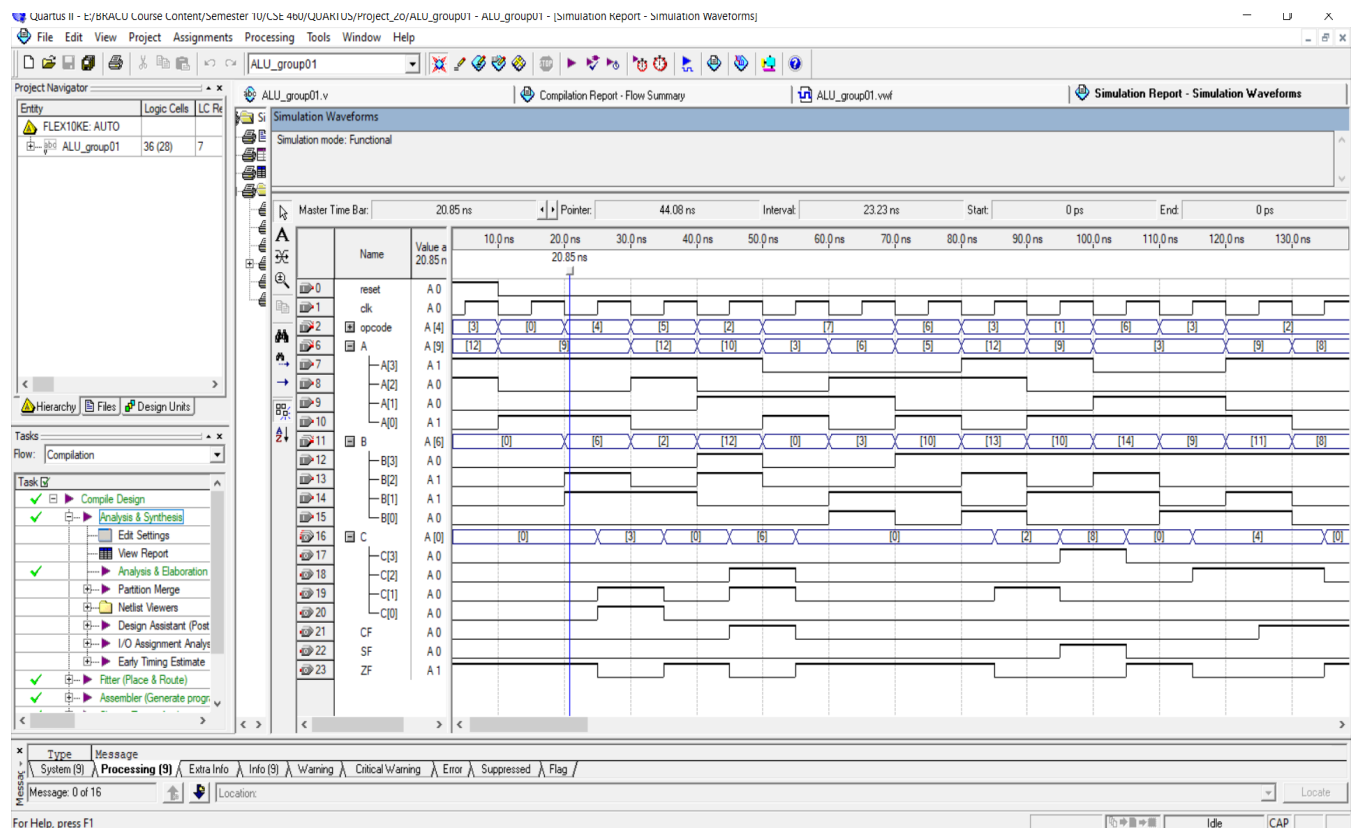 Quartus II - E:/BRACU Course Content/Semester 10/CSE 460/QUARTUS/Project_2o/ALU_group01 - ALU_group01 - [Simulation Report - Simulation Waveforms]
File Edit View Project Assignments Processing Tools Window Help
ALU_group01
Project Navigator
Entity Logic Cells LC Re
FLEX10KE: AUTO
ALU_group01 36 (28) 7
Hierarchy Files Design Units
Tasks
Flow: Compilation
Task
Compile Design
Analysis & Synthesis
Edit Settings
View Report
Analysis & Elaboration
Partition Merge
Netlist Viewers
Design Assistant (Post
I/O Assignment Analys
Early Timing Estimate
Fitter (Place & Route)
Assembler (Generate progr.
ALU_group01.v Compilation Report - Flow Summary ALU_group01.vwf Simulation Report - Simulation Waveforms
Si Simulation Waveforms
Simulation mode: Functional
Master Time Bar: 20.85 ns Pointer: 44.08 ns Interval: 23.23 ns Start: 0 ps End: 0 ps
Name Value a 20.85 n
10.0 ns 20.0 ns 30.0 ns 40.0 ns 50.0 ns 60.0 ns 70.0 ns 80.0 ns 90.0 ns 100.0 ns 110.0 ns 120.0 ns 130.0 ns
20.85 ns
0 reset A 0
1 clk A 0
2 opcode A [4] [3] [0] [4] [5] [2] [7] [6] [3] [1] [6] [3] [2]
6 A A [9] [12] [9] [12] [10] [3] [6] [5] [12] [9] [3] [9] [8]
7 A[3] A 1
8 A[2] A 0
9 A[1] A 0
10 A[0] A 1
11 B A [6] [0] [6] [2] [12] [0] [3] [10] [13] [10] [14] [9] [11] [8]
12 B[3] A 0
13 B[2] A 1
14 B[1] A 1
15 B[0] A 0
16 C A [0] [0] [3] [0] [6] [0] [2] [8] [0] [4] [0]
17 C[3] A 0
18 C[2] A 0
19 C[1] A 0
20 C[0] A 0
21 CF A 0
22 SF A 0
23 ZF A 1
Type Message
System (9) Processing (9) Extra Info Info (9) Warning Critical Warning Error Suppressed Flag
Message: 0 of 16 Location: Locate
For Help, press F1 Idle CAP